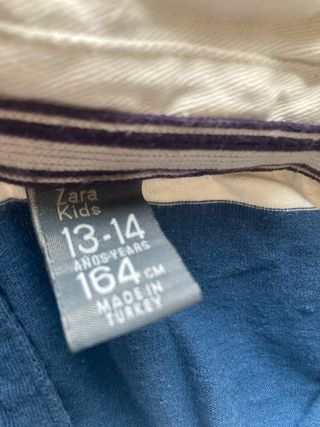 Zara
Kids
13-14
AÑOS-YEARS
164 CM
MADE IN
TURKEY